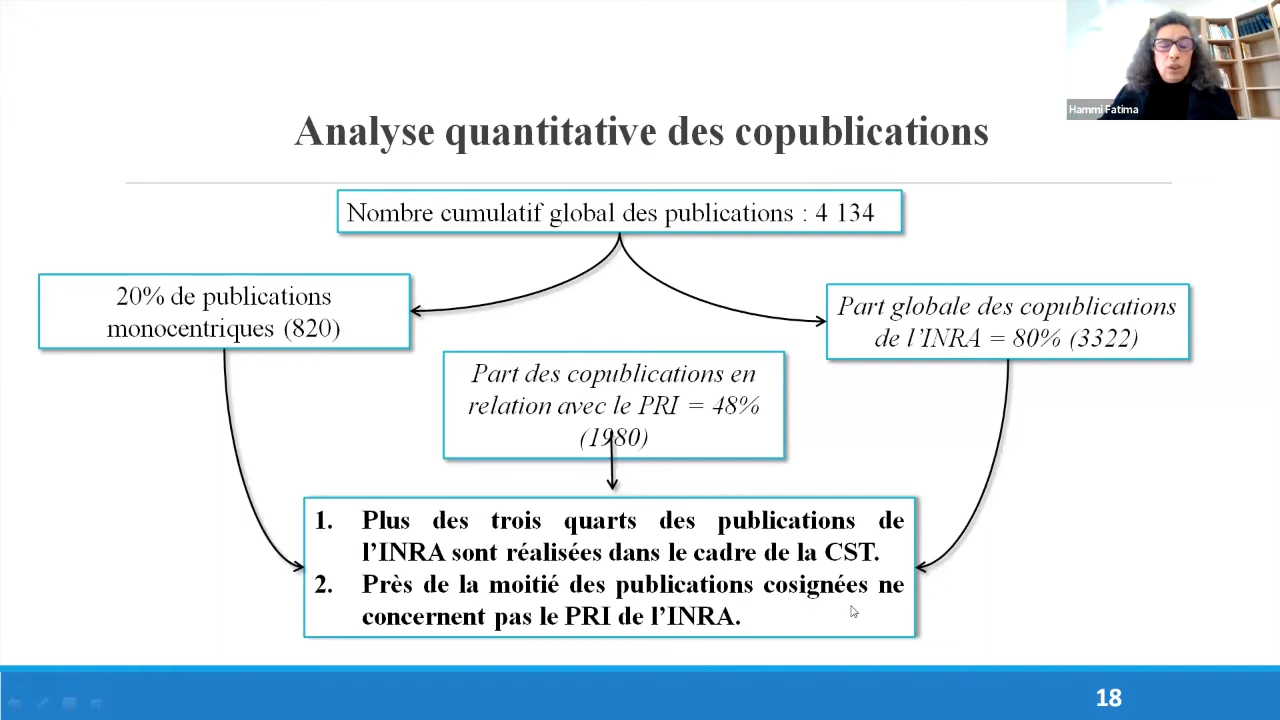 Hammi Fatima
Analyse quantitative des copublications
Nombre cumulatif global des publications : 4 134
20% de publications
monocentriques (820)
Part globale des copublications
de l’INRA = 80% (3322)
Part des copublications en
relation avec le PRI = 48%
(1980)
1. Plus des trois quarts des publications de
l’INRA sont réalisées dans le cadre de la CST.
2. Près de la moitié des publications cosignées ne
concernent pas le PRI de l’INRA.
18